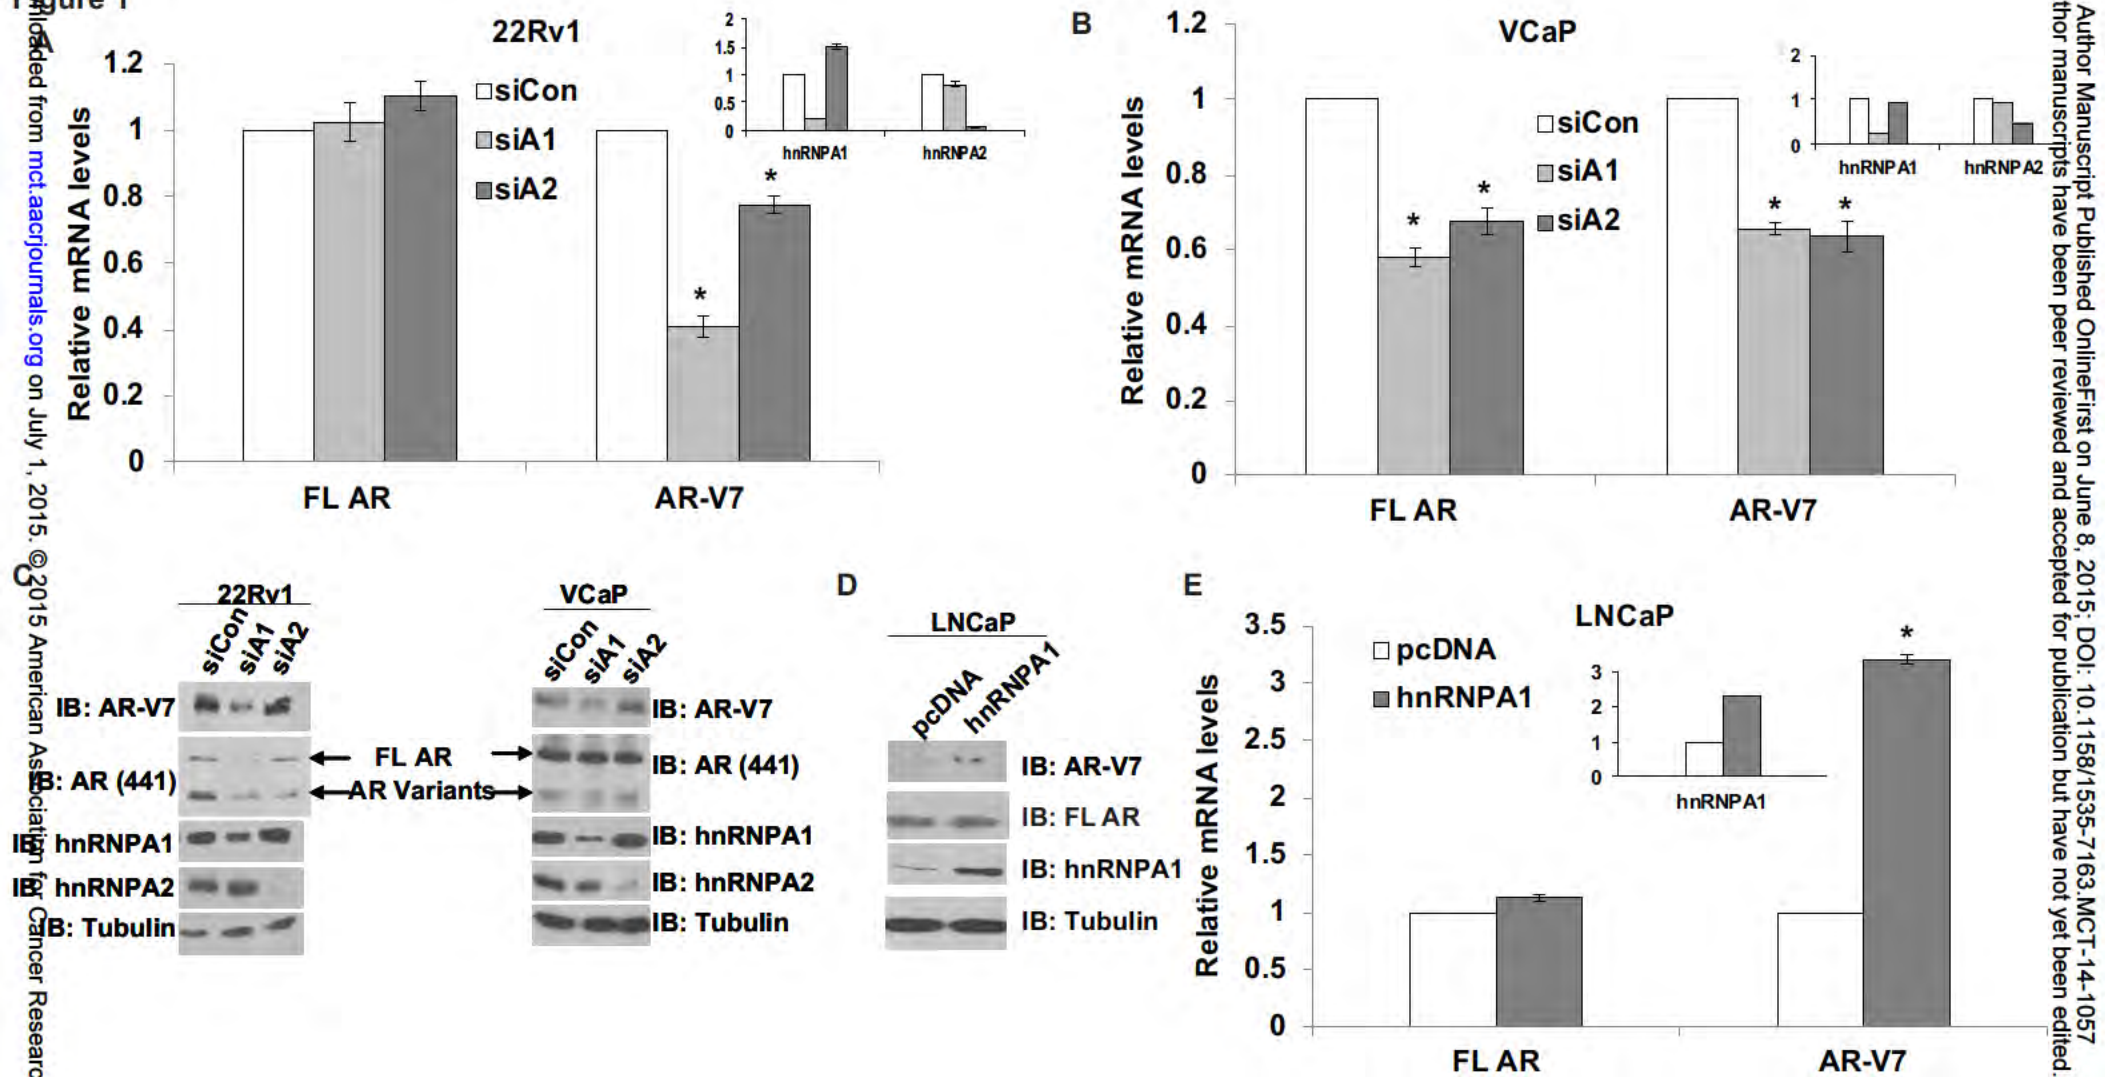 Figure 1
A
22Rv1
1.2
1
0.8
0.6
0.4
0.2
0
Relative mRNA levels
siCon
siA1
siA2
*
*
FL AR
AR-V7
2
1.5
1
0.5
0
hnRNPA1
hnRNPA2
B
VCaP
1.2
1
0.8
0.6
0.4
0.2
0
Relative mRNA levels
siCon
siA1
siA2
*
*
*
*
FL AR
AR-V7
2
1
0
hnRNPA1
hnRNPA2
C
22Rv1
siCon
siA1
siA2
IB: AR-V7
IB: AR (441)
IB: hnRNPA1
IB: hnRNPA2
IB: Tubulin
FL AR
AR Variants
VCaP
siCon
siA1
siA2
IB: AR-V7
IB: AR (441)
IB: hnRNPA1
IB: hnRNPA2
IB: Tubulin
D
LNCaP
pcDNA
hnRNPA1
IB: AR-V7
IB: FL AR
IB: hnRNPA1
IB: Tubulin
E
LNCaP
3.5
3
2.5
2
1.5
1
0.5
0
Relative mRNA levels
pcDNA
hnRNPA1
*
FL AR
AR-V7
3
2
1
0
hnRNPA1
mct.aacrjournals.org on July 1, 2015. © 2015 American Association for Cancer
Author Manuscript Published OnlineFirst on June 8, 2015; DOI: 10.1158/1535-7163.MCT-14-1057
manuscripts have been peer reviewed and accepted for publication but have not yet been edited.